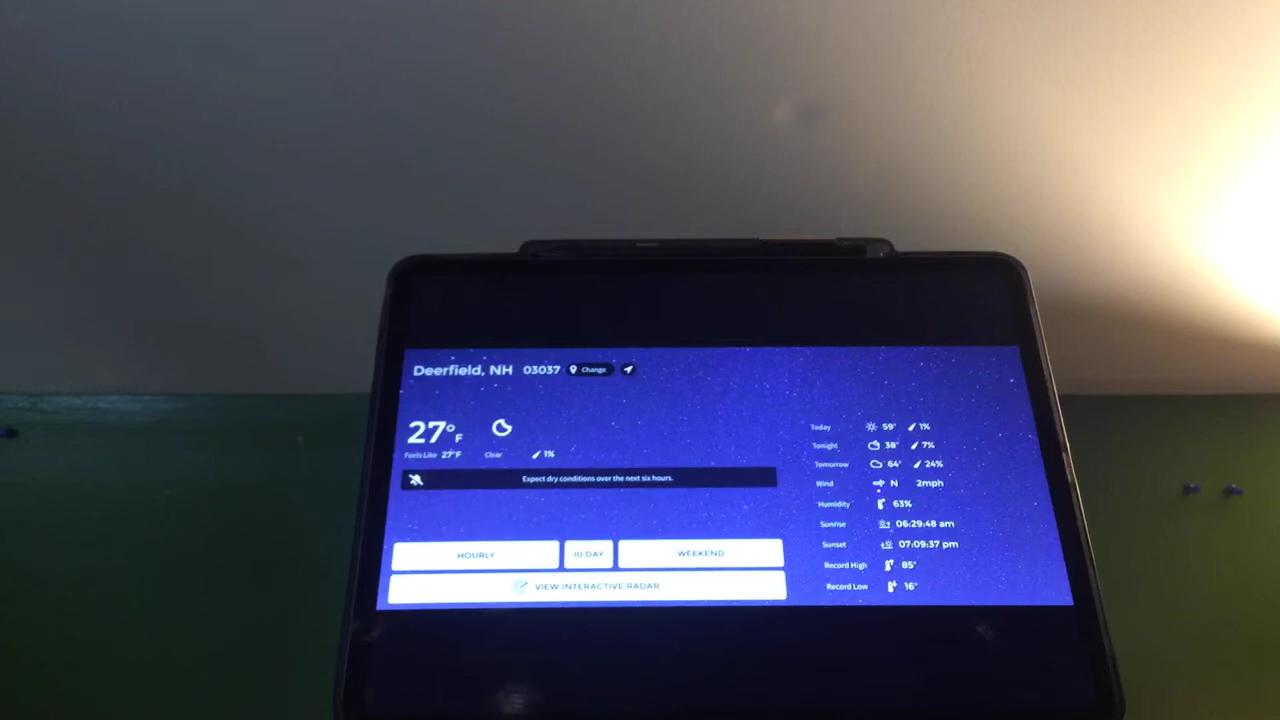 Deerfield, NH 03037 Change
27°F
Feels Like 27°F Clear 1%
Expect dry conditions over the next six hours.
HOURLY 10 DAY WEEKEND
VIEW INTERACTIVE RADAR
Today 59° 1%
Tonight 38° 7%
Tomorrow 64° 24%
Wind N 2mph
Humidity 63%
Sunrise 06:29:48 am
Sunset 07:09:37 pm
Record High 85°
Record Low 16°